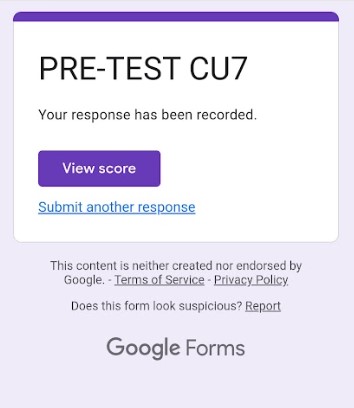 PRE-TEST CU7
Your response has been recorded.
View score
Submit another response
This content is neither created nor endorsed by
Google. - Terms of Service - Privacy Policy
Does this form look suspicious? Report
Google Forms